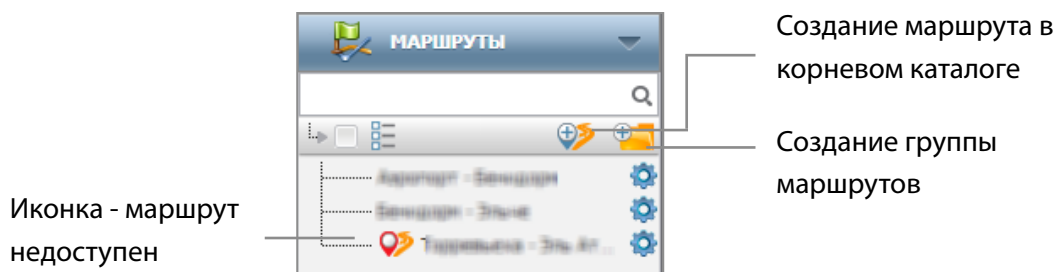 Создание маршрута в
корневом каталоге
МАРШРУТЫ
Создание группы
маршрутов
Иконка - маршрут
недоступен